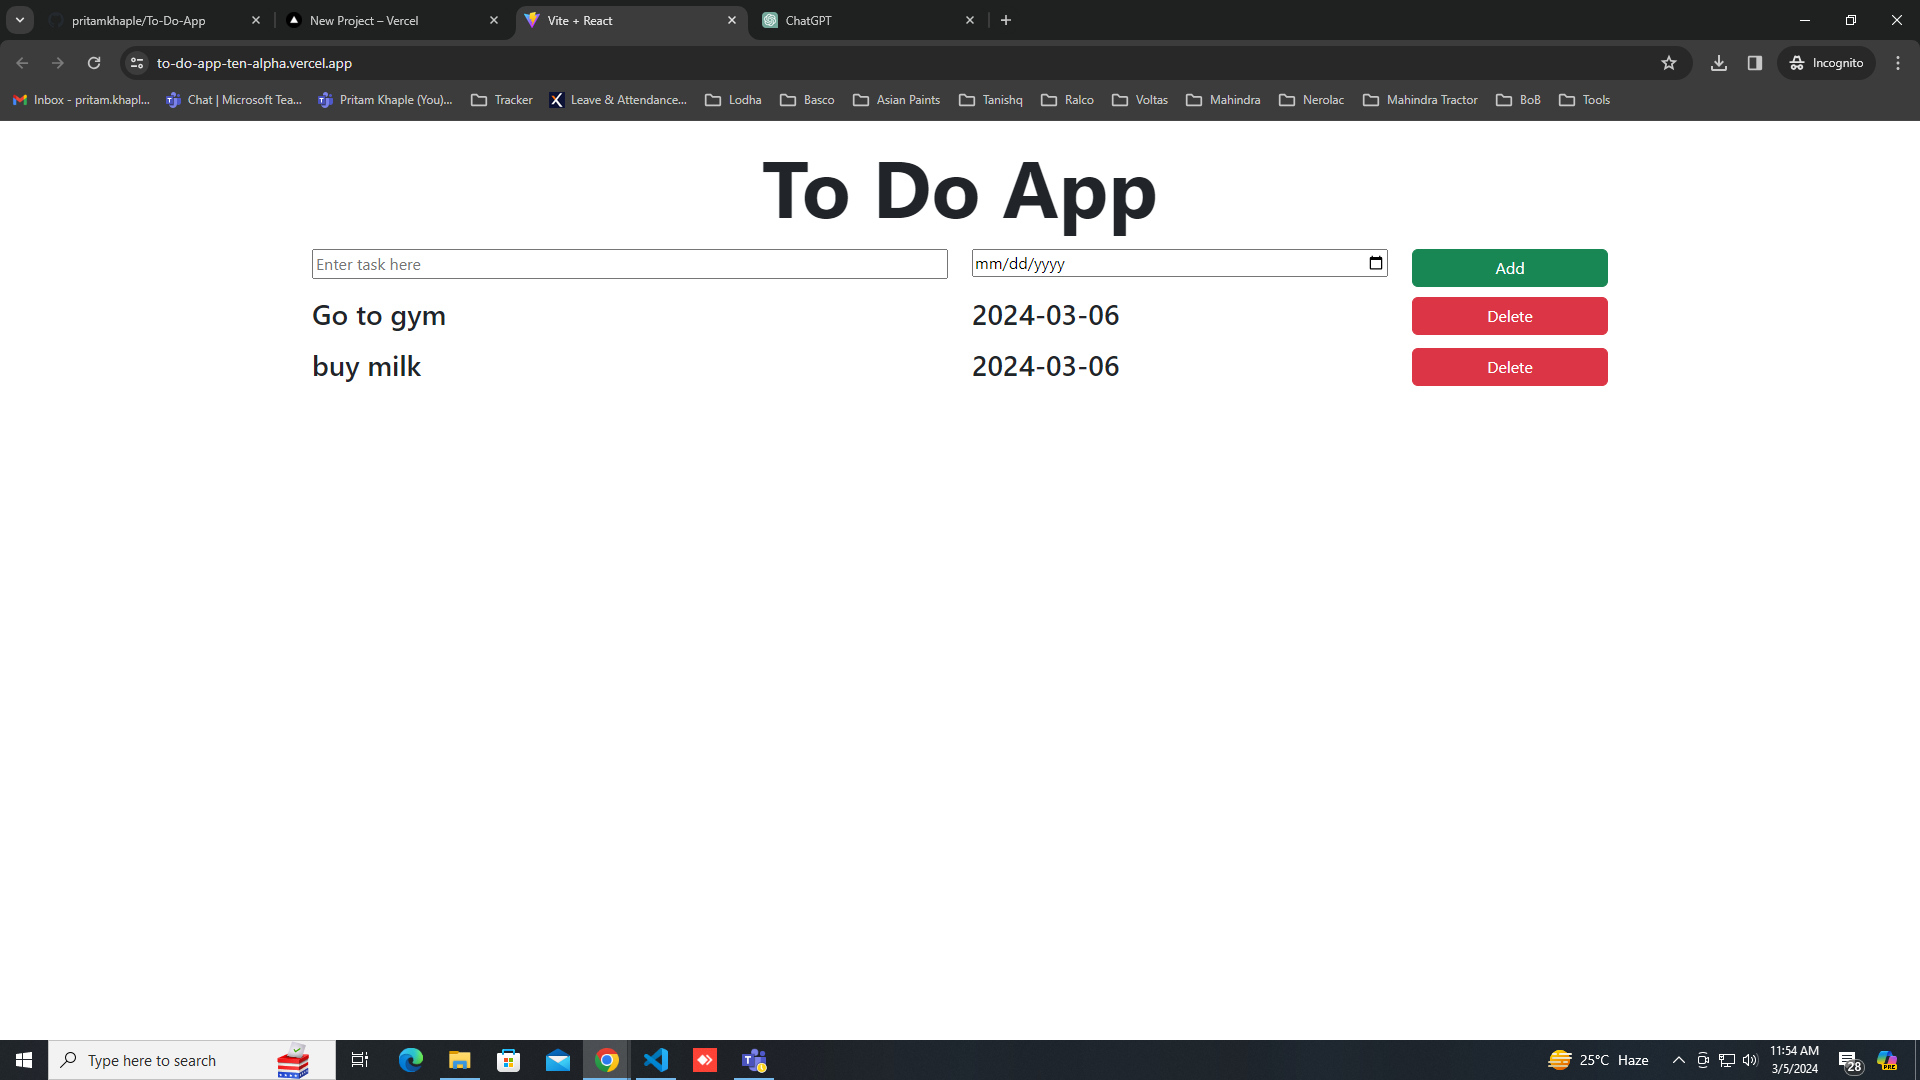 pritamkhaple/To-Do-App
New Project – Vercel
Vite + React
ChatGPT
to-do-app-ten-alpha.vercel.app
Incognito
Inbox - pritam.khapl...
Chat | Microsoft Tea...
Pritam Khaple (You)...
Tracker
Leave & Attendance...
Lodha
Basco
Asian Paints
Tanishq
Ralco
Voltas
Mahindra
Nerolac
Mahindra Tractor
BoB
Tools
To Do App
Enter task here
mm/dd/yyyy
Add
Go to gym
2024-03-06
Delete
buy milk
2024-03-06
Delete
Type here to search
25°C Haze
11:54 AM
3/5/2024
28
PRE